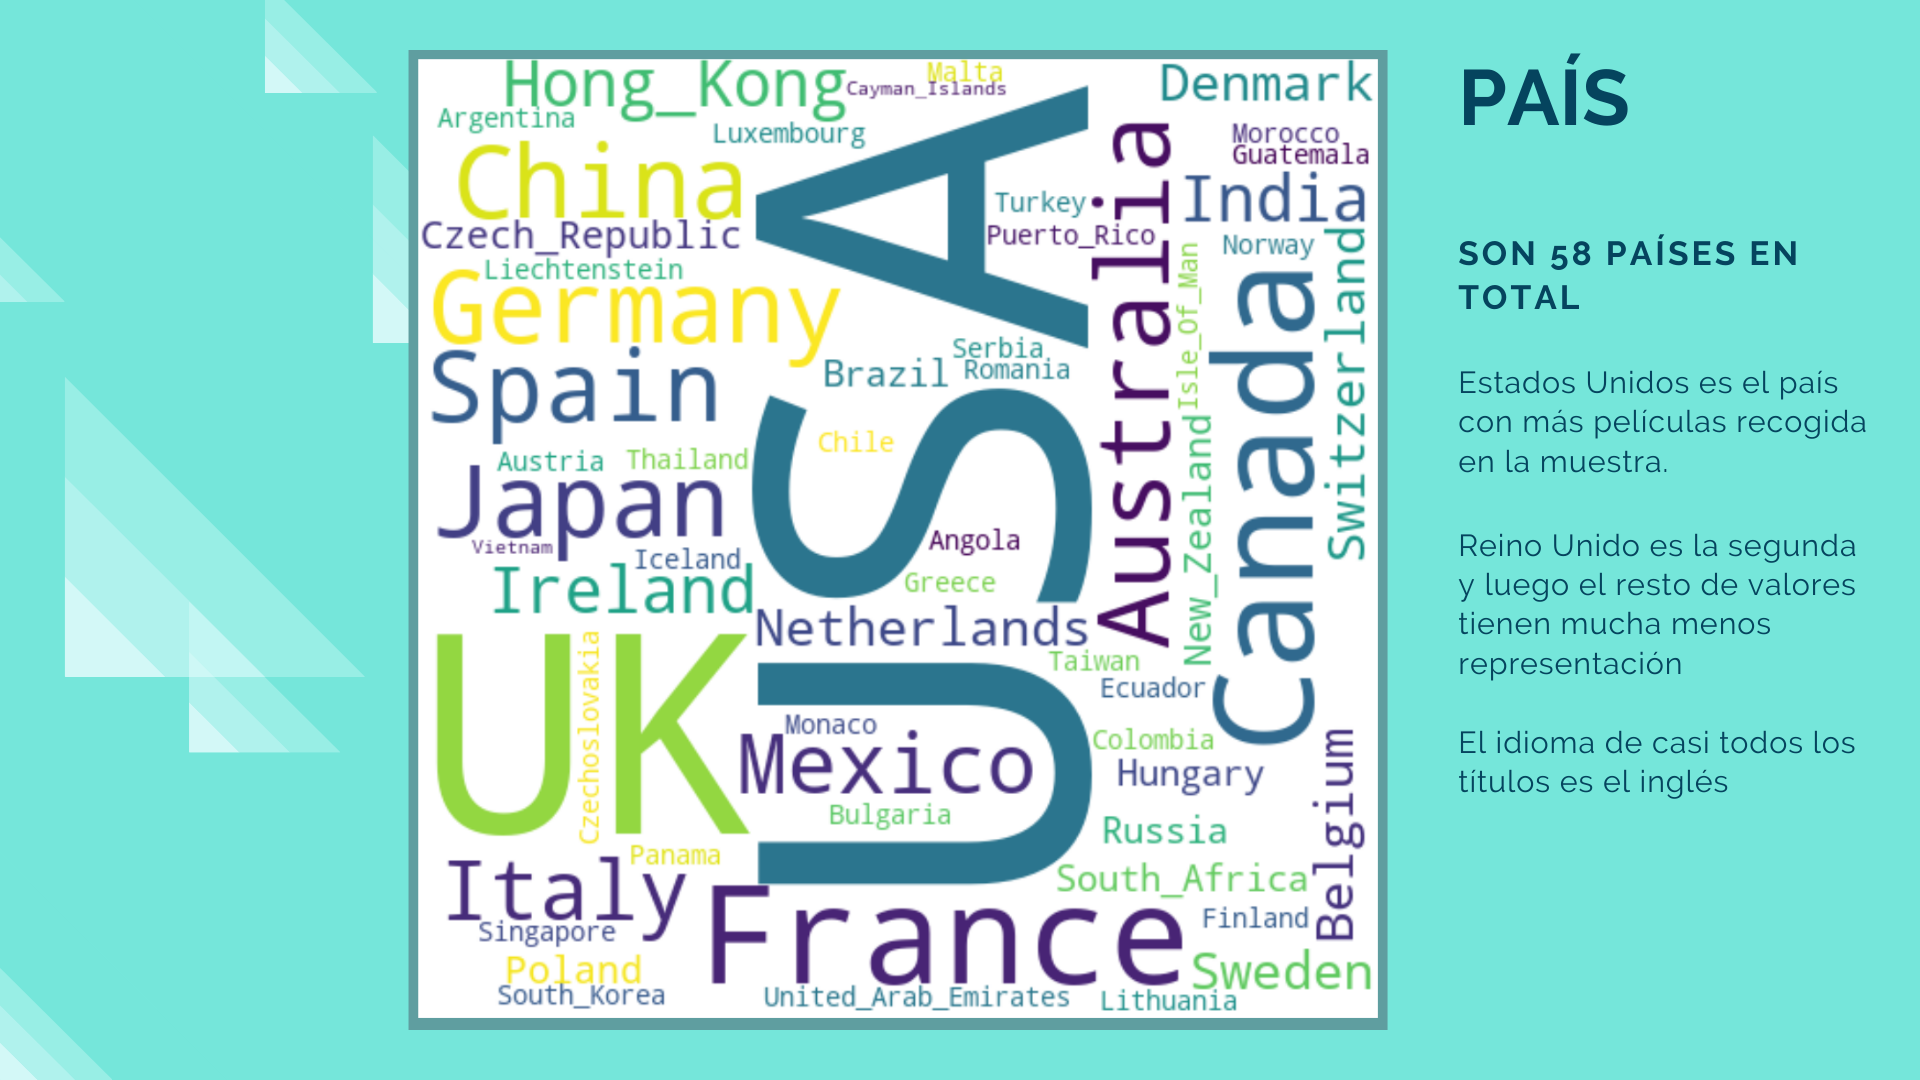 PAÍS
SON 58 PAÍSES EN
TOTAL
Estados Unidos es el país
con más películas recogida
en la muestra.
Reino Unido es la segunda
y luego el resto de valores
tienen mucha menos
representación
El idioma de casi todos los
títulos es el inglés
Hong_Kong
Malta
Cayman_Islands
Denmark
Argentina
Luxembourg
Morocco
Guatemala
China
USA
Australia
India
Turkey
Czech_Republic
Puerto_Rico
Norway
Liechtenstein
Isle_Of_Man
Switzerland
Germany
Canada
Spain
Serbia
Romania
Brazil
Chile
Austria
Thailand
Japan
New_Zealand
Vietnam
Iceland
Angola
Greece
Ireland
Netherlands
UK
Czechoslovakia
Taiwan
Ecuador
Monaco
Mexico
Colombia
Hungary
Belgium
Bulgaria
Russia
Panama
Italy
South_Africa
France
Finland
Singapore
Poland
Sweden
South_Korea
United_Arab_Emirates
Lithuania